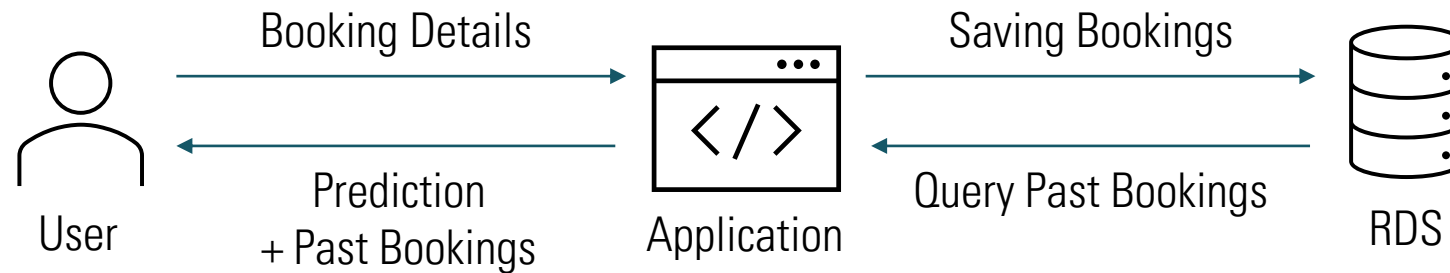 Booking Details
Saving Bookings
</>
Prediction
+ Past Bookings
Query Past Bookings
User
Application
RDS